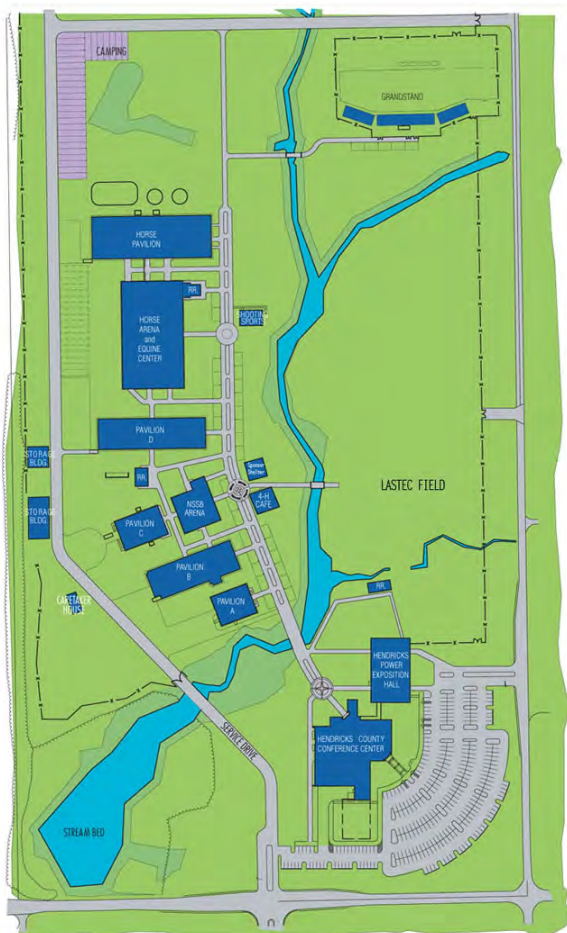 CAMPING
GRANDSTAND
HORSE
PAVILION
RR.
HORSE
ARENA
and
EQUINE
CENTER
SHOOTING
SPORTS
PAVILION
D
STORAGE
BLDG.
RR.
Sponsor
Shelter
NSSB
ARENA
4-H
CAFE
LASTEC FIELD
STORAGE
BLDG.
PAVILION
C
PAVILION
B
RR.
CARETAKER
HOUSE
PAVILION
A
HENDRICKS
POWER
EXPOSITION
HALL
SERVICE DRIVE
HENDRICKS COUNTY
CONFERENCE CENTER
STREAM BED